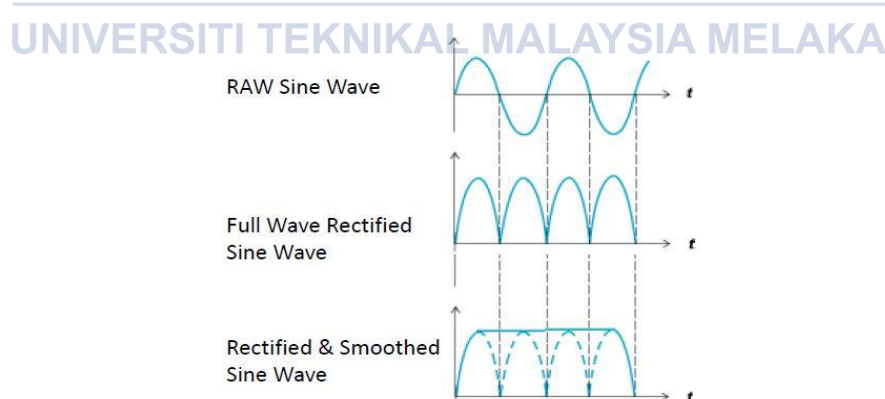 UNIVERSITI TEKNIKAL MALAYSIA MELAKA
RAW Sine Wave
t
Full Wave Rectified
Sine Wave
t
Rectified & Smoothed
Sine Wave
t